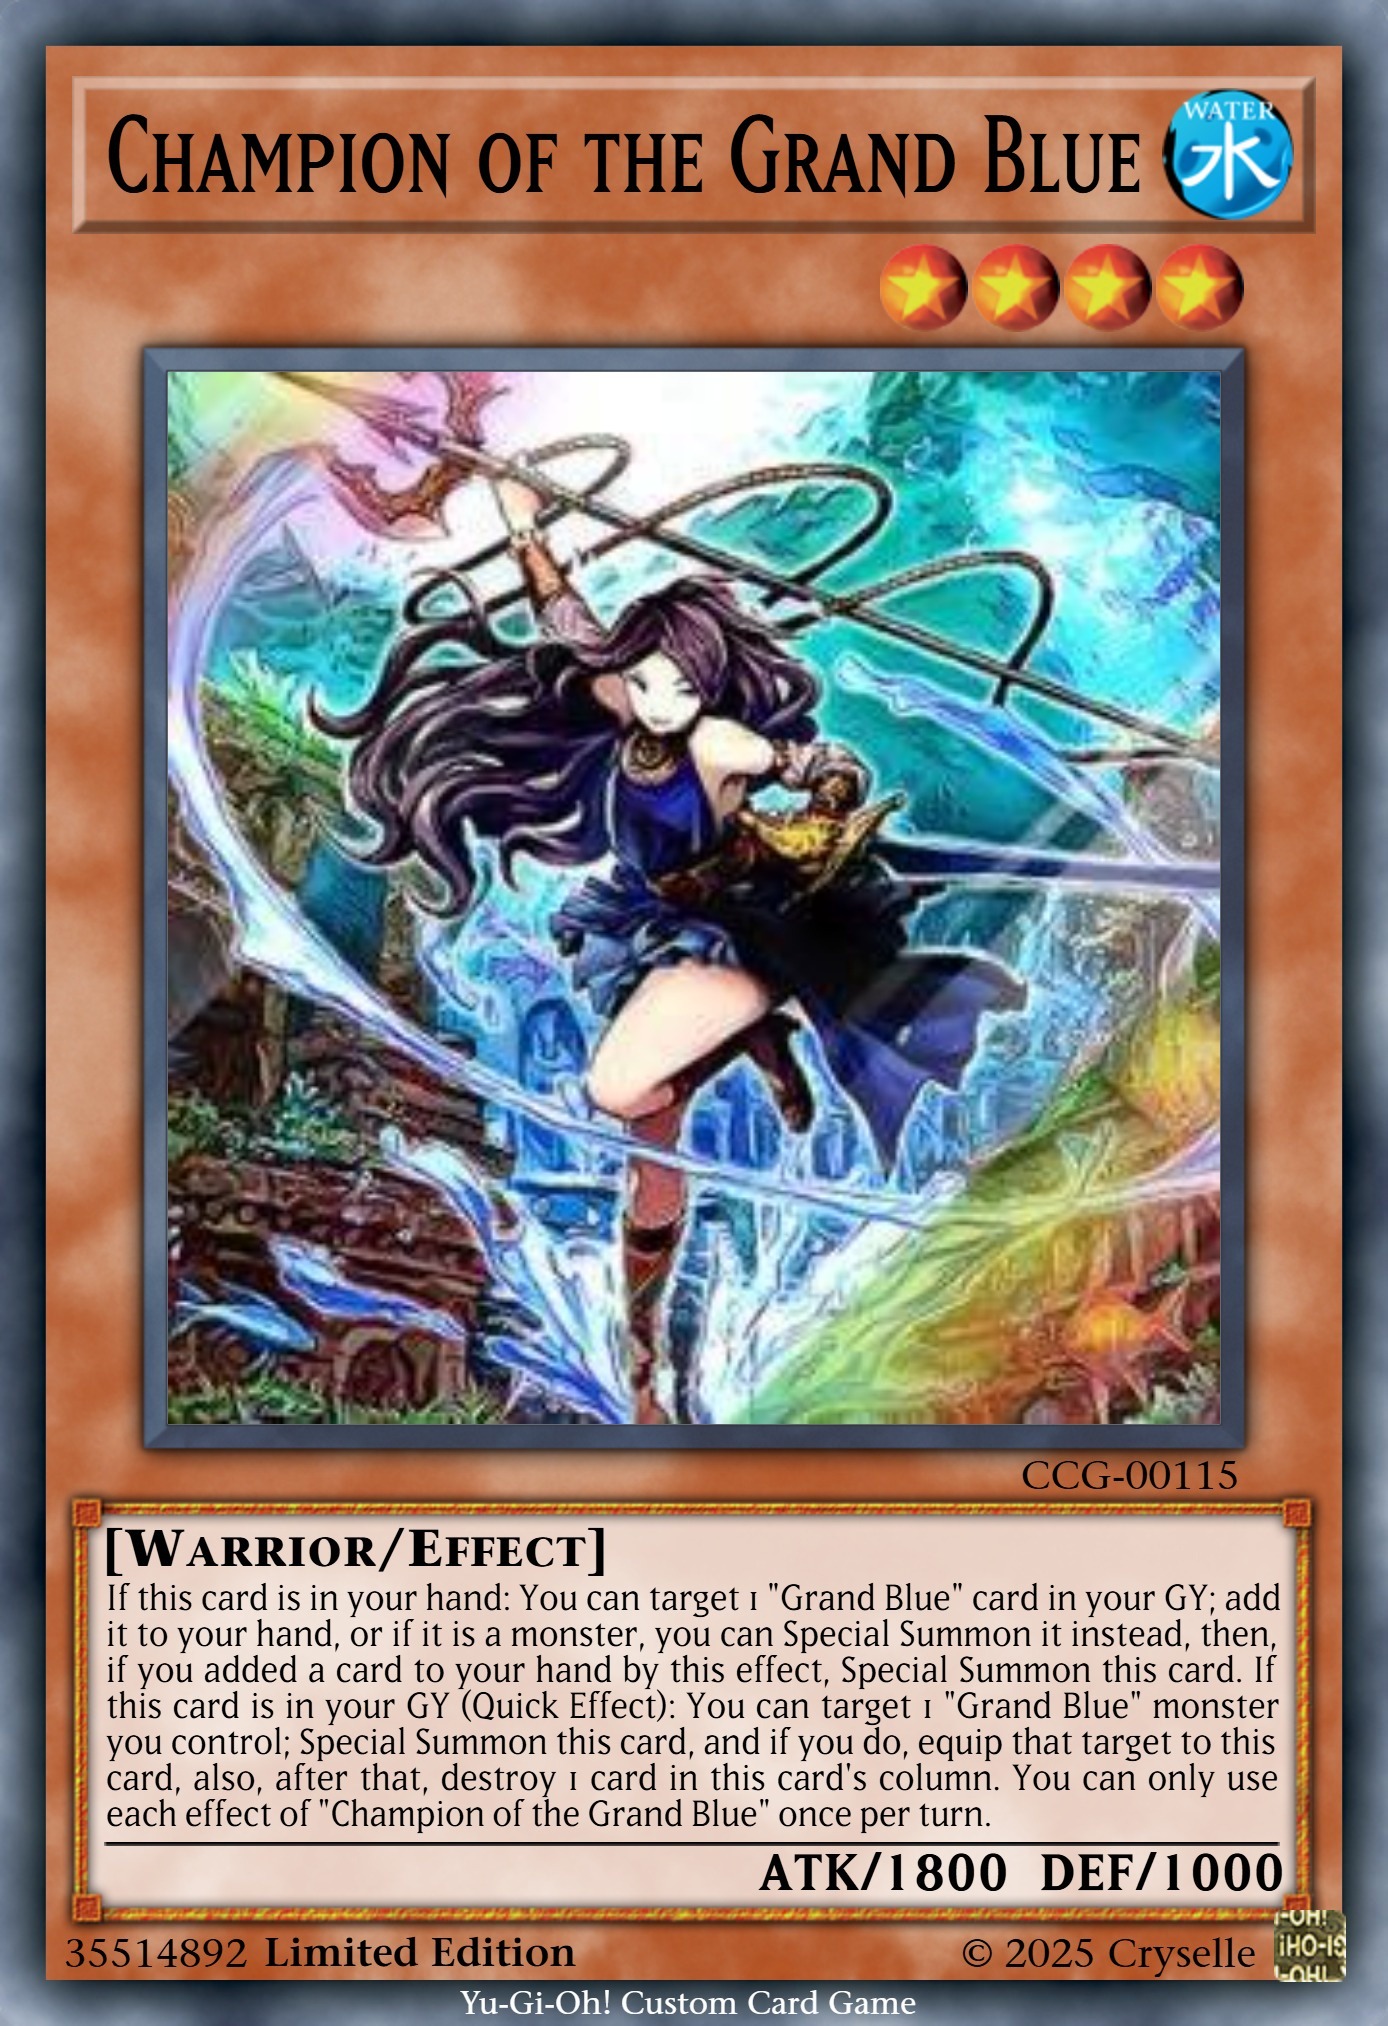 Champion of the Grand Blue
WATER
水
CCG-00115
[Warrior/Effect]
If this card is in your hand: You can target 1 "Grand Blue" card in your GY; add
it to your hand, or if it is a monster, you can Special Summon it instead, then,
if you added a card to your hand by this effect, Special Summon this card. If
this card is in your GY (Quick Effect): You can target 1 "Grand Blue" monster
you control; Special Summon this card, and if you do, equip that target to this
card, also, after that, destroy 1 card in this card's column. You can only use
each effect of "Champion of the Grand Blue" once per turn.
ATK/1800 DEF/1000
35514892 Limited Edition
© 2025 Cryselle
Yu-Gi-Oh! Custom Card Game